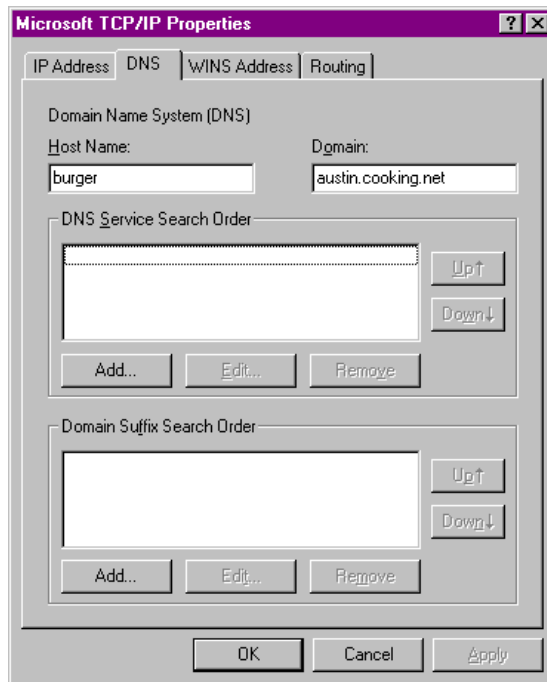 Microsoft TCP/IP Properties ? ×
IP Address DNS WINS Address Routing
Domain Name System (DNS)
Host Name: Domain:
burger austin.cooking.net
DNS Service Search Order
Up↑
Down↓
Add... Edit... Remove
Domain Suffix Search Order
Up↑
Down↓
Add... Edit... Remove
OK Cancel Apply